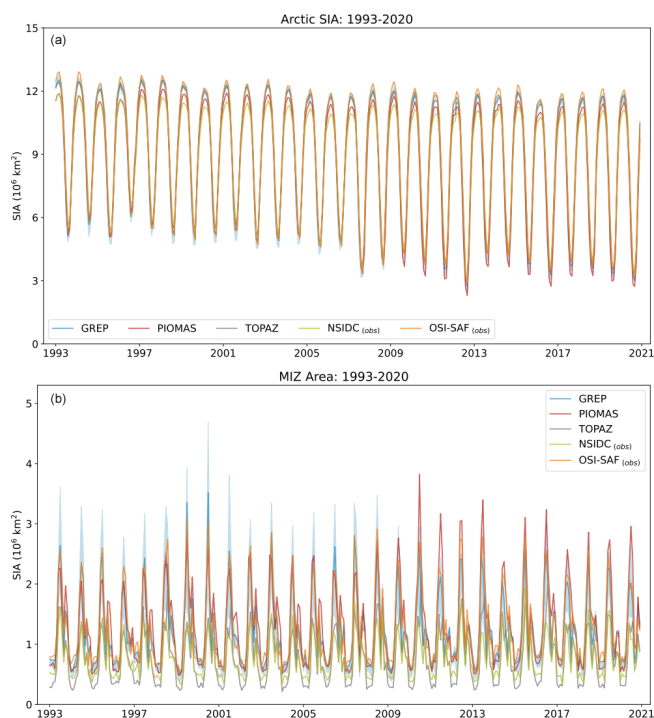 Arctic SIA: 1993-2020
(a)
15
12
9
6
3
0
SIA (10⁶ km²)
GREP PIOMAS TOPAZ NSIDC (obs) OSI-SAF (obs)
1993 1997 2001 2005 2009 2013 2017 2021
MIZ Area: 1993-2020
(b)
5
4
3
2
1
0
SIA (10⁶ km²)
GREP
PIOMAS
TOPAZ
NSIDC (obs)
OSI-SAF (obs)
1993 1997 2001 2005 2009 2013 2017 2021